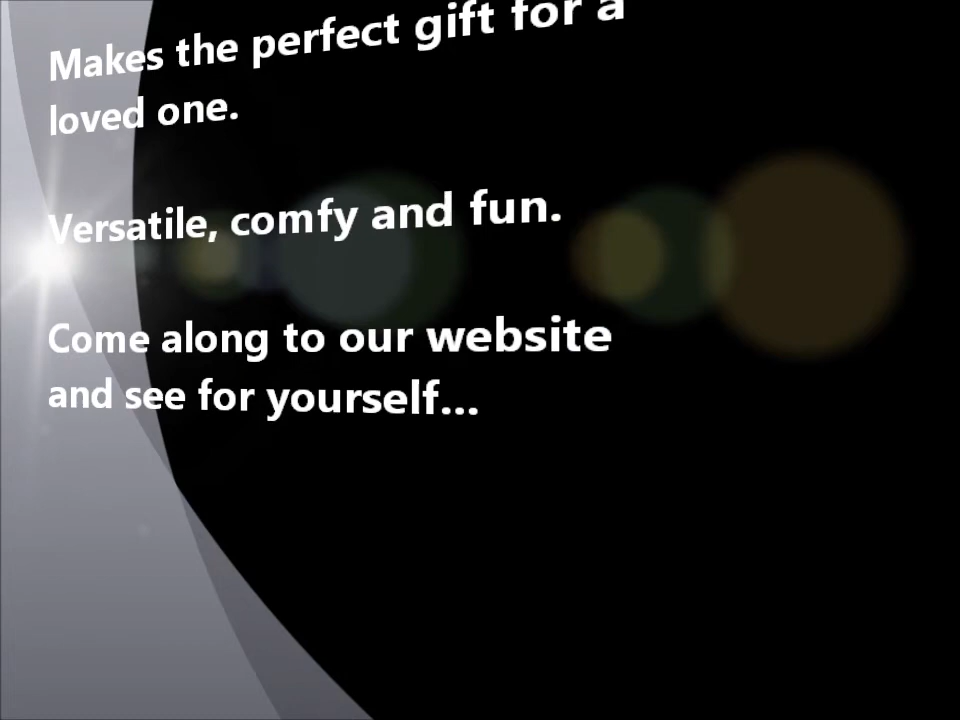 Makes the perfect gift for a
loved one.
Versatile, comfy and fun.
Come along to our website
and see for yourself...